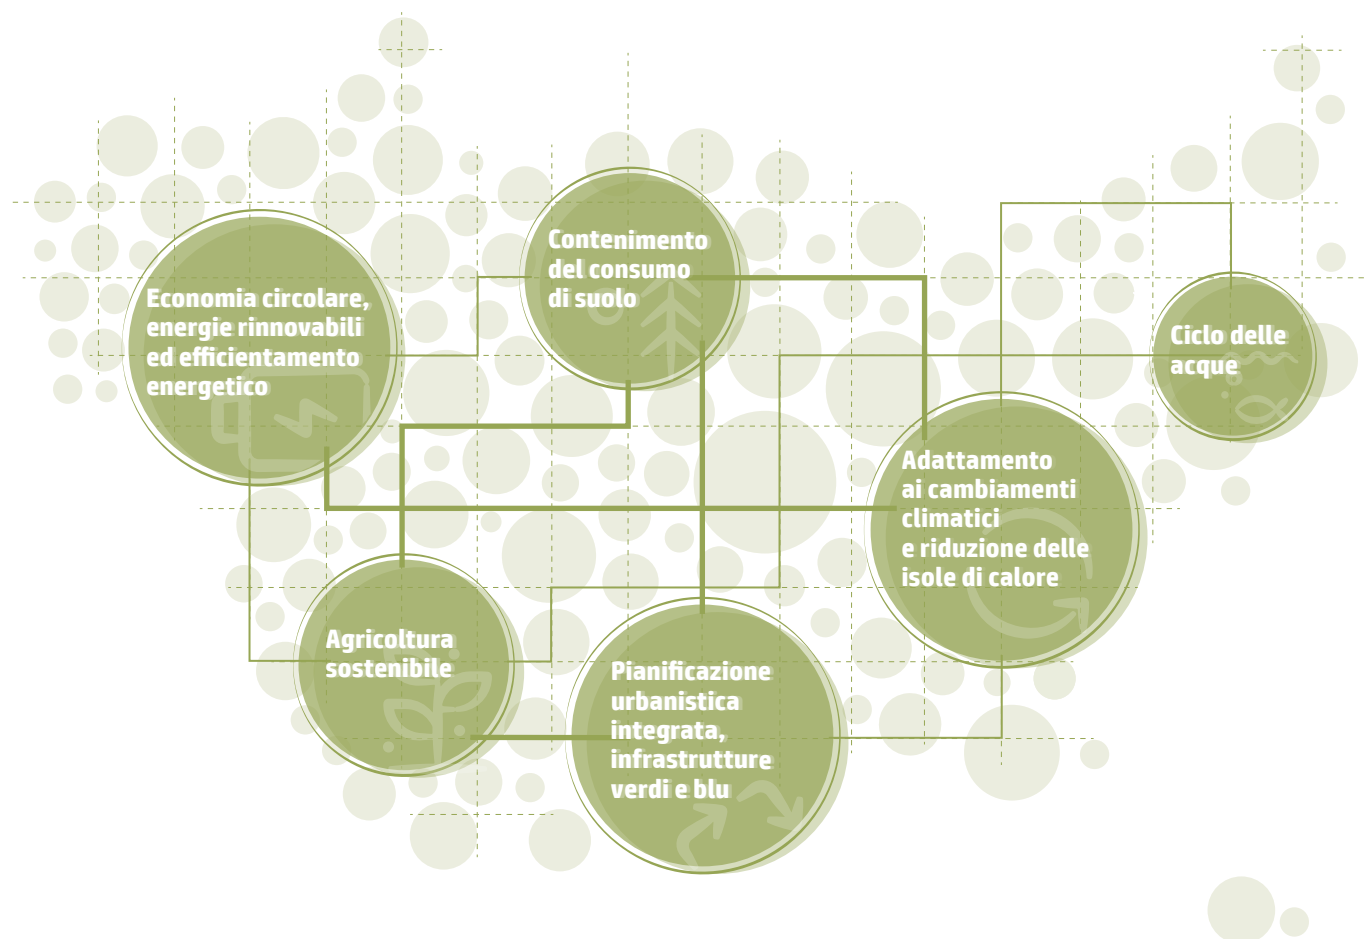 Contenimento
del consumo
di suolo
Economia circolare,
energie rinnovabili
ed efficientamento
energetico
Ciclo delle
acque
Adattamento
ai cambiamenti
climatici
e riduzione delle
isole di calore
Agricoltura
sostenibile
Pianificazione
urbanistica
integrata,
infrastrutture
verdi e blu